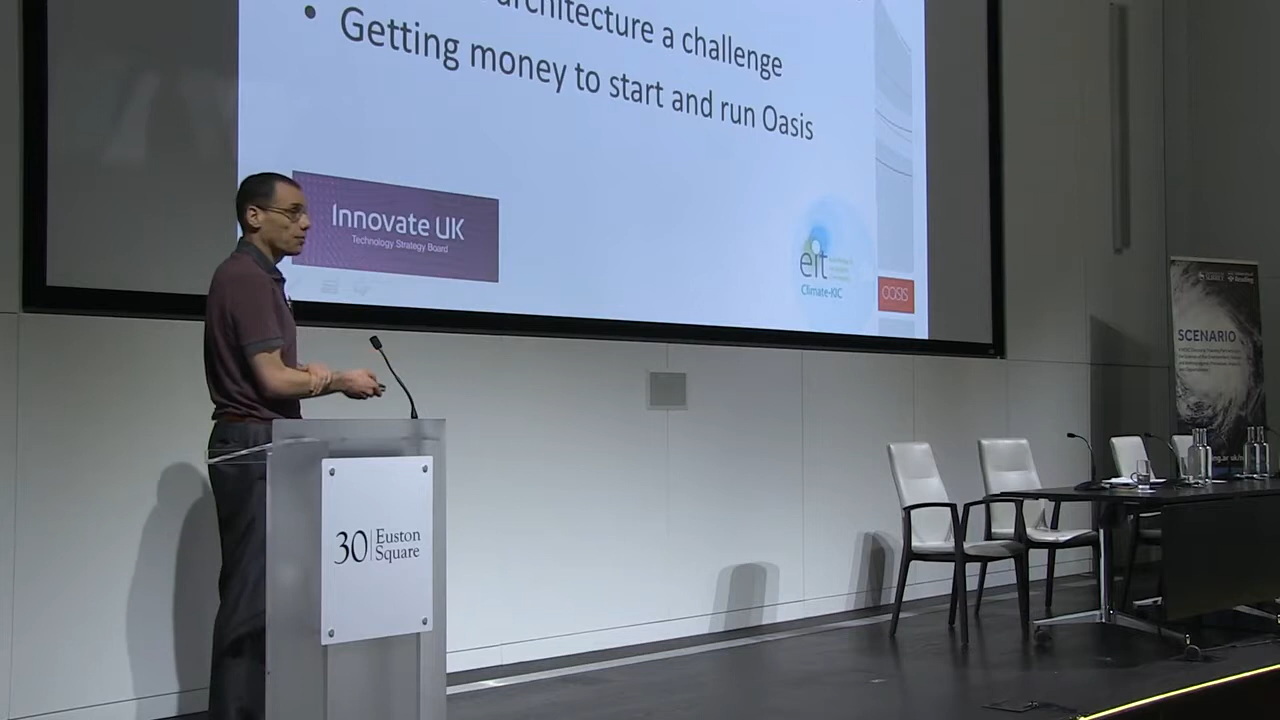 architecture a challenge
• Getting money to start and run Oasis
Innovate UK
Technology Strategy Board
eit
Climate-KIC
OASIS
30 Euston
Square
SCENARIO